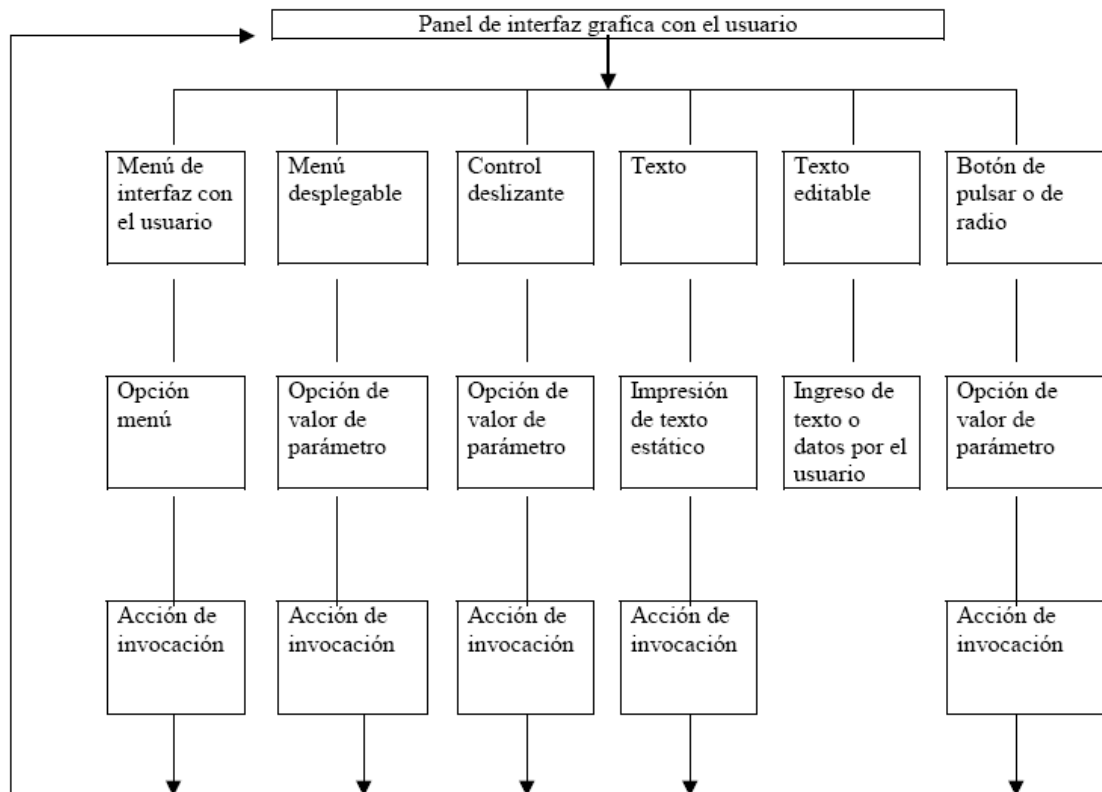 Panel de interfaz grafica con el usuario
Menú de
interfaz con
el usuario
Menú
desplegable
Control
deslizante
Texto
Texto
editable
Botón de
pulsar o de
radio
Opción
menú
Opción de
valor de
parámetro
Opción de
valor de
parámetro
Impresión
de texto
estático
Ingreso de
texto o
datos por el
usuario
Opción de
valor de
parámetro
Acción de
invocación
Acción de
invocación
Acción de
invocación
Acción de
invocación
Acción de
invocación